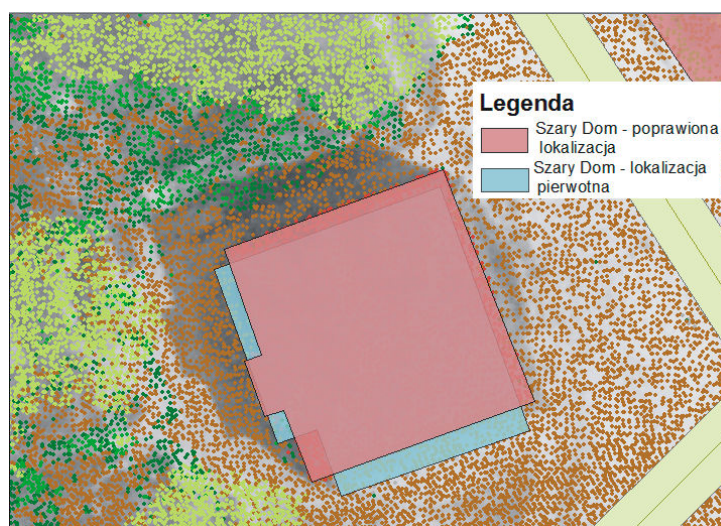 Legenda
Szary Dom - poprawiona
lokalizacja
Szary Dom - lokalizacja
pierwotna